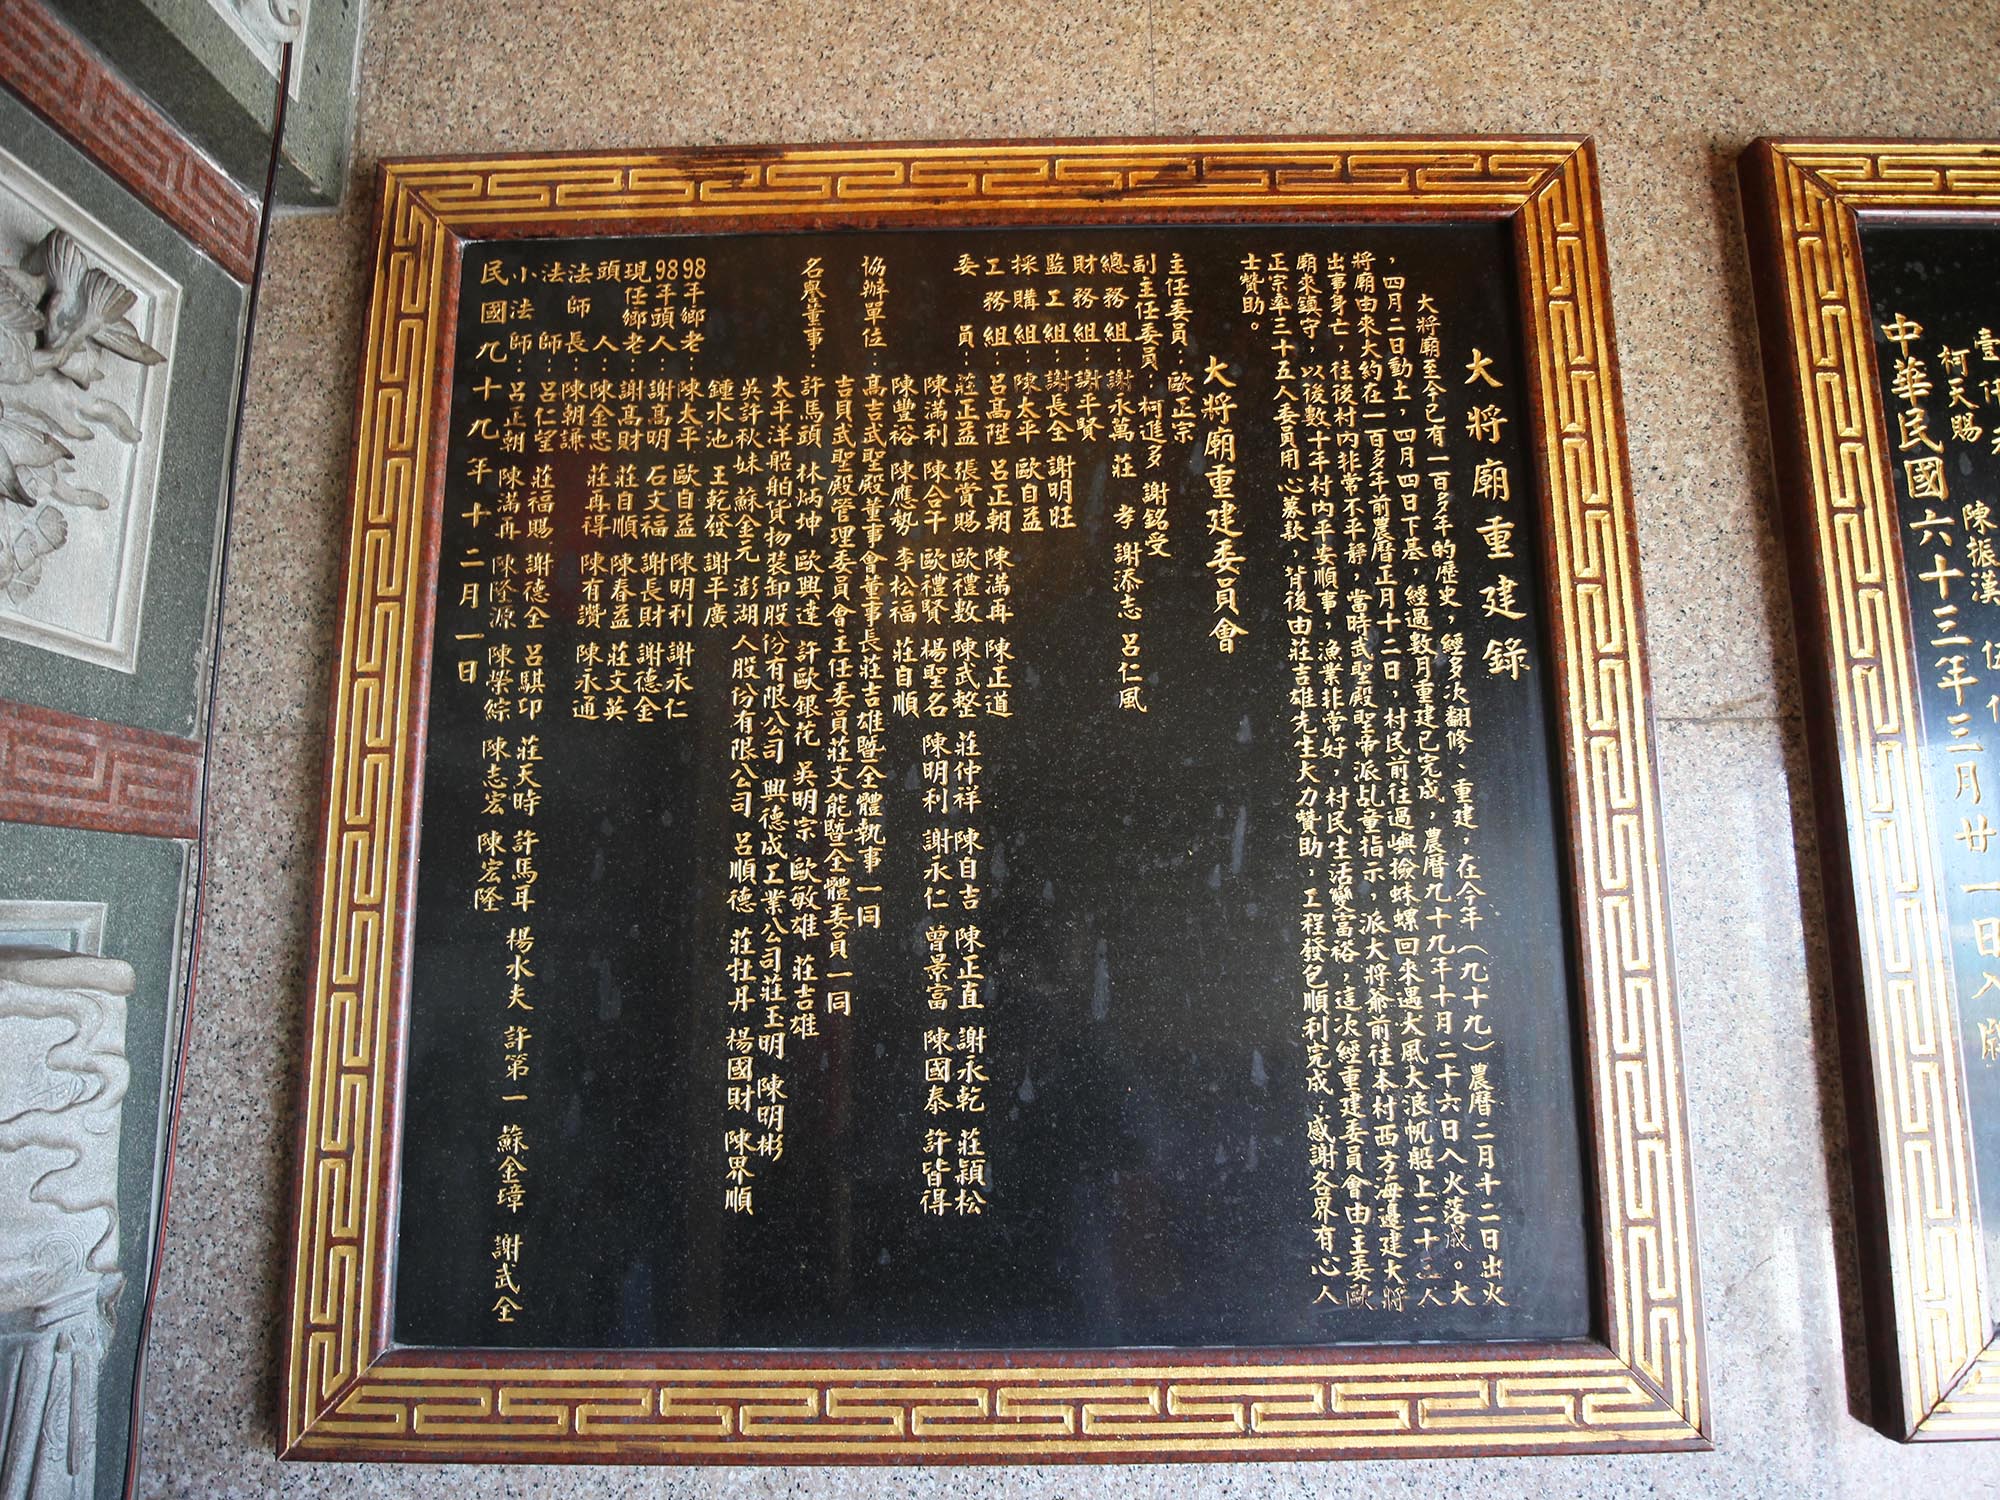 大將廟重建錄
大將廟至今已有一百多年的歷史，經多次翻修、重建，在今年（九十九）農曆二月十二日出火
，四月二日動土，四月四日下基，經過數月重建已完成，農曆九十九年十月二十六日入火落成。大
將廟由來大約在一百多年前農曆正月十二日，村民前往過嶼撿蛛螺回來遇大風大浪帆船上二十三人
出事身亡，往後村內非常不平靜，當時武聖殿聖帝派乩童指示，派大將爺前往本村西方海邊建大將
廟來鎮守，以後數十年村內平安順事，漁業非常好，村民生活變富裕，這次經重建委員會由主委歐
正宗率三十五人委員用心募款，背後由莊吉雄先生大力贊助，工程發包順利完成，感謝各界有心人
士贊助。
大將廟重建委員會
主任委員：歐正宗
副主任委員：柯進多 謝銘受
總務組：謝永萬 莊孝 謝添志 呂仁風
財務組：謝平賢
監工組：謝長全 謝明旺
採購組：陳太平 歐自益
工務組：呂高陞 呂正朝 陳滿再 陳正道
委員：莊正益 張賞賜 歐禮數 陳武整 莊仲祥 陳自吉 陳正直 謝永乾 莊穎松
陳滿利 陳合千 歐禮賢 楊聖名 陳明利 謝永仁 曾景富 陳國泰 許皆得
陳豐裕 陳應勢 李松福 莊自順
協辦單位：高吉武聖殿董事會董事長莊吉雄暨全體執事一同
吉貝武聖殿管理委員會主任委員莊文能暨全體委員一同
名譽董事：許馬頭 林炳坤 歐興達 許歐銀花 吳明宗 歐敏雄 莊吉雄
太平洋船舶貨物裝卸股份有限公司 興德成工業公司莊玉明 陳明彬
吳許秋妹 蘇金元 澎湖人股份有限公司 呂順德 莊牡丹 楊國財 陳界順
鍾水池 王乾發 謝平廣
98年鄉老：陳太平 歐自益 陳明利 謝永仁
98年頭人：謝高明 石文福 謝長財 謝德金
現任鄉老：謝高財 莊自順 陳春益 莊文英
頭人：陳金忠 莊再得 陳有讚 陳永通
法師長：陳朝謙
法師：呂仁望 莊福賜 謝德全 呂騏印 莊天時 許馬耳 楊水夫 許第一 蘇金璋 謝武全
小法師：呂正朝 陳滿再 陳隆源 陳榮綜 陳志宏 陳宏隆
民國九十九年十二月一日
柯天賜 陳振漢
中華民國六十三年三月廿一日入